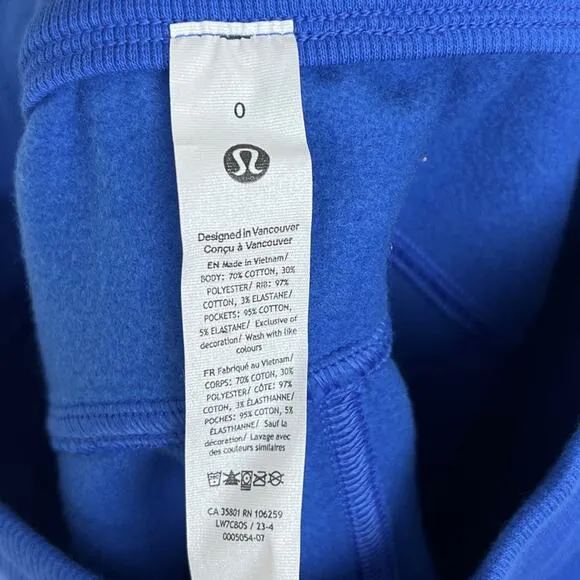 0
Designed in Vancouver
Conçu à Vancouver
EN Made in Vietnam/
BODY: 70% COTTON, 30%
POLYESTER/ RIB: 97%
COTTON, 3% ELASTANE/
POCKETS: 95% COTTON,
5% ELASTANE/ Exclusive of
decoration/ Wash with like
colours
FR Fabriqué au Vietnam/
CORPS: 70% COTON, 30%
POLYESTER/ CÔTE: 97%
COTON, 3% ÉLASTHANNE/
POCHES: 95% COTON, 5%
ÉLASTHANNE/ Sauf la
décoration/ Lavage avec
des couleurs similaires
CA 35801 RN 106259
LW7CBOS / 23-4
0005054-07